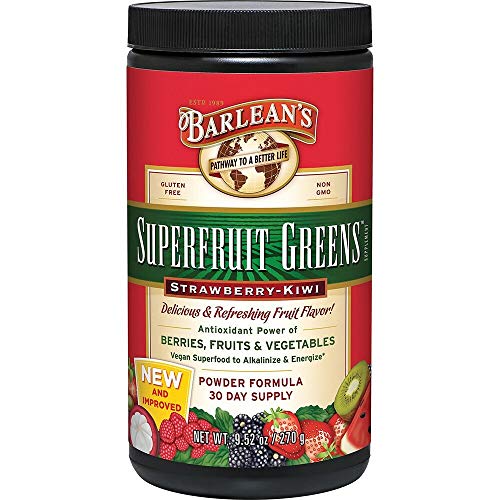 ESTD 1989
BARLEAN'S
PATHWAY TO A BETTER LIFE
GLUTEN
FREE
NON
GMO
SUPERFRUIT GREENS™
SUPPLEMENT
STRAWBERRY-KIWI
Delicious & Refreshing Fruit Flavor!
Antioxidant Power of
BERRIES, FRUITS & VEGETABLES
Vegan Superfood to Alkalinize & Energize*
NEW
AND
IMPROVED
POWDER FORMULA
30 DAY SUPPLY
NET WT. 9.52 oz / 270 g